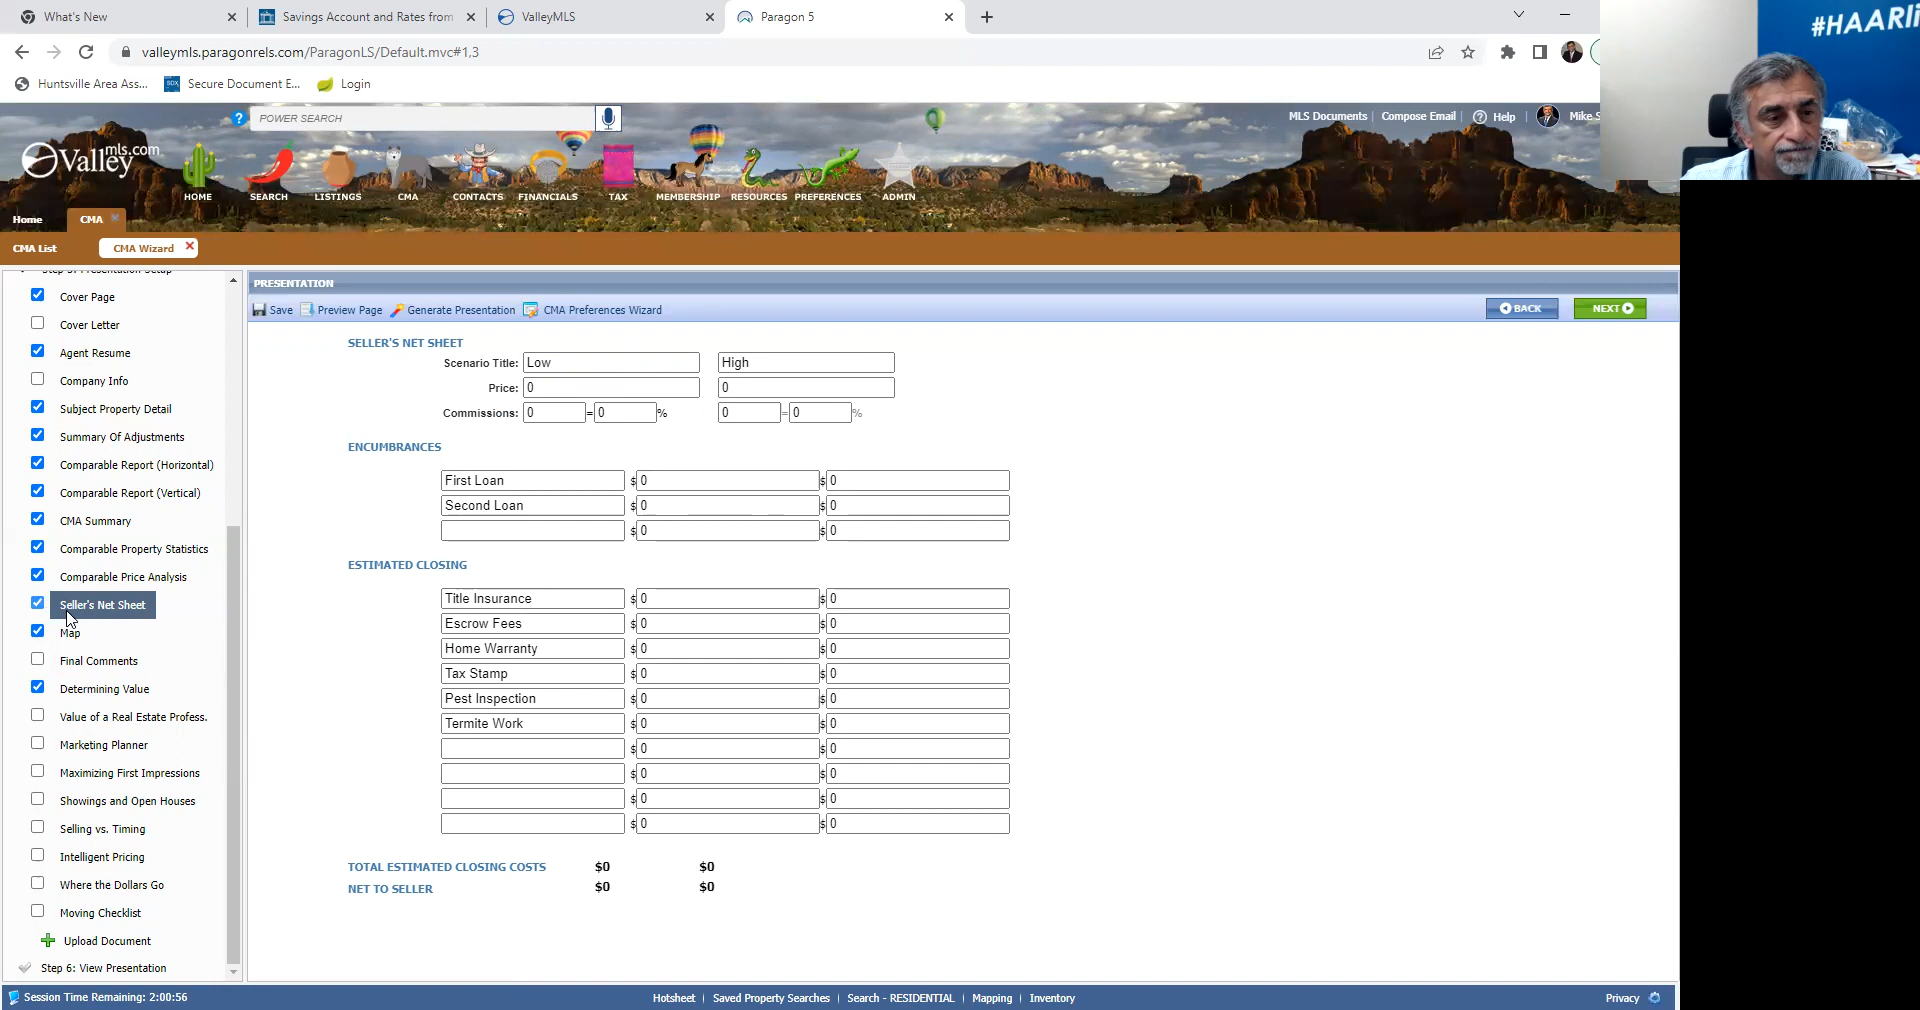 What's New
Savings Account and Rates from
ValleyMLS
Paragon 5
valleymls.paragonrels.com/ParagonLS/Default.mvc#1,3
Huntsville Area Ass...
Secure Document E...
Login
#HAARli
? POWER SEARCH
MLS Documents | Compose Email | ? Help | Mike S
Valleymls.com
HOME
SEARCH
LISTINGS
CMA
CONTACTS
FINANCIALS
TAX
MEMBERSHIP
RESOURCES
PREFERENCES
ADMIN
Home
CMA
CMA List
CMA Wizard
Step 5: Presentation Setup
Cover Page
Cover Letter
Agent Resume
Company Info
Subject Property Detail
Summary Of Adjustments
Comparable Report (Horizontal)
Comparable Report (Vertical)
CMA Summary
Comparable Property Statistics
Comparable Price Analysis
Seller's Net Sheet
Map
Final Comments
Determining Value
Value of a Real Estate Profess.
Marketing Planner
Maximizing First Impressions
Showings and Open Houses
Selling vs. Timing
Intelligent Pricing
Where the Dollars Go
Moving Checklist
Upload Document
Step 6: View Presentation
PRESENTATION
Save Preview Page Generate Presentation CMA Preferences Wizard
BACK
NEXT
SELLER'S NET SHEET
Scenario Title: Low High
Price: 0 0
Commissions: 0 = 0 % 0 = 0 %
ENCUMBRANCES
First Loan $ 0 $ 0
Second Loan $ 0 $ 0
$ 0 $ 0
ESTIMATED CLOSING
Title Insurance $ 0 $ 0
Escrow Fees $ 0 $ 0
Home Warranty $ 0 $ 0
Tax Stamp $ 0 $ 0
Pest Inspection $ 0 $ 0
Termite Work $ 0 $ 0
$ 0 $ 0
$ 0 $ 0
$ 0 $ 0
$ 0 $ 0
TOTAL ESTIMATED CLOSING COSTS $0 $0
NET TO SELLER $0 $0
Session Time Remaining: 2:00:56
Hotsheet | Saved Property Searches | Search - RESIDENTIAL | Mapping | Inventory
Privacy